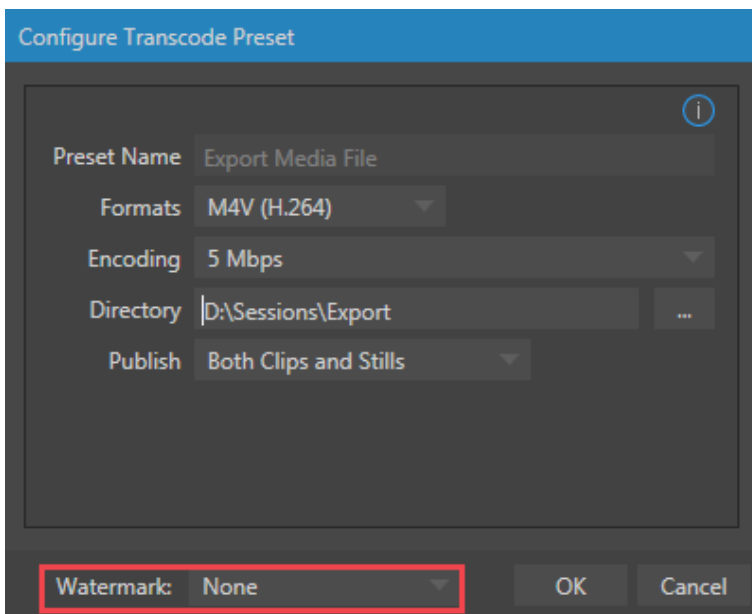 Configure Transcode Preset
i
Preset Name Export Media File
Formats M4V (H.264)
Encoding 5 Mbps
Directory D:\Sessions\Export ...
Publish Both Clips and Stills
Watermark: None OK Cancel